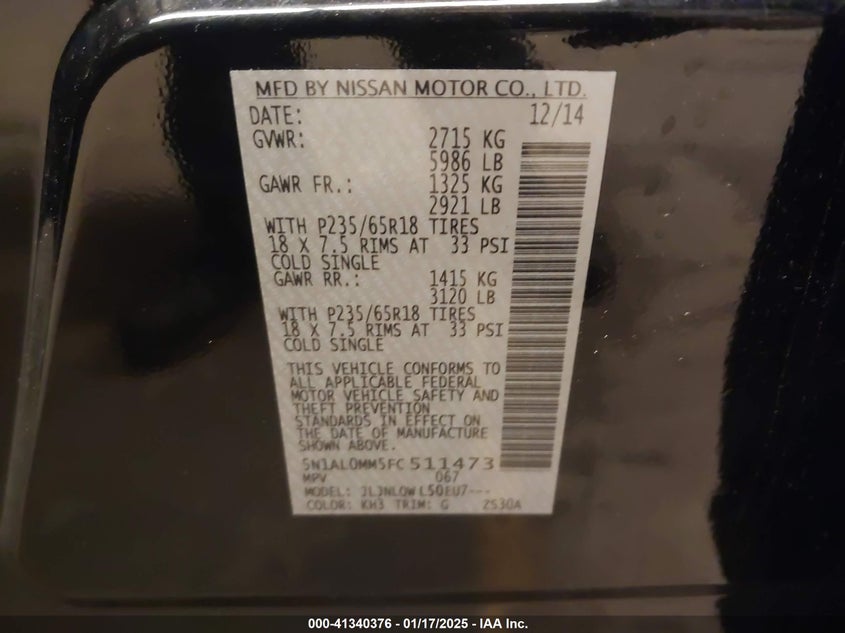 MFD BY NISSAN MOTOR CO., LTD.
DATE: 12/14
GVWR: 2715 KG
5986 LB
GAWR FR.: 1325 KG
2921 LB
WITH P235/65R18 TIRES
18 X 7.5 RIMS AT 33 PSI
COLD SINGLE
GAWR RR.: 1415 KG
3120 LB
WITH P235/65R18 TIRES
18 X 7.5 RIMS AT 33 PSI
COLD SINGLE
THIS VEHICLE CONFORMS TO
ALL APPLICABLE FEDERAL
MOTOR VEHICLE SAFETY AND
THEFT PREVENTION
STANDARDS IN EFFECT ON
THE DATE OF MANUFACTURE
SHOWN ABOVE.
5N1AL0MM5FC511473
MPV 067
MODEL:
COLOR: KH3 TRIM: G 2S30A
000-41340376 - 01/17/2025 - IAA Inc.